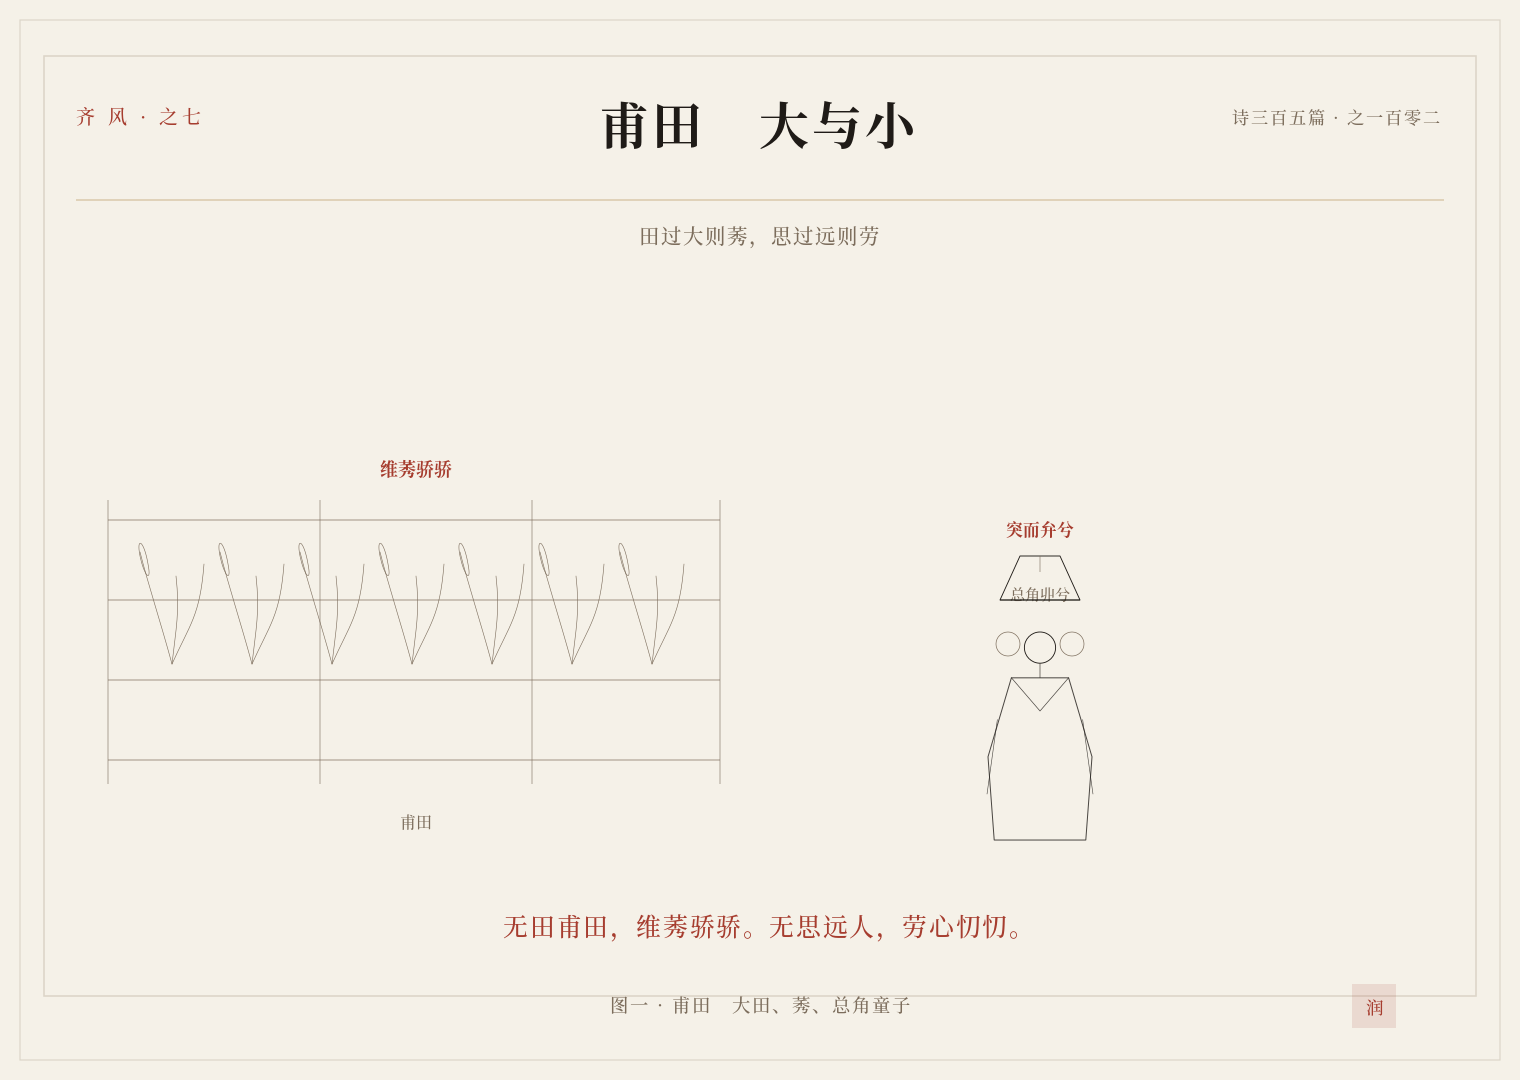 齐风·之七
甫田　大与小
诗三百五篇·之一百零二
田过大则莠，思过远则劳
维莠骄骄
突而弁兮
总角丱兮
甫田
无田甫田，维莠骄骄。无思远人，劳心忉忉。
图一·甫田　大田、莠、总角童子
润